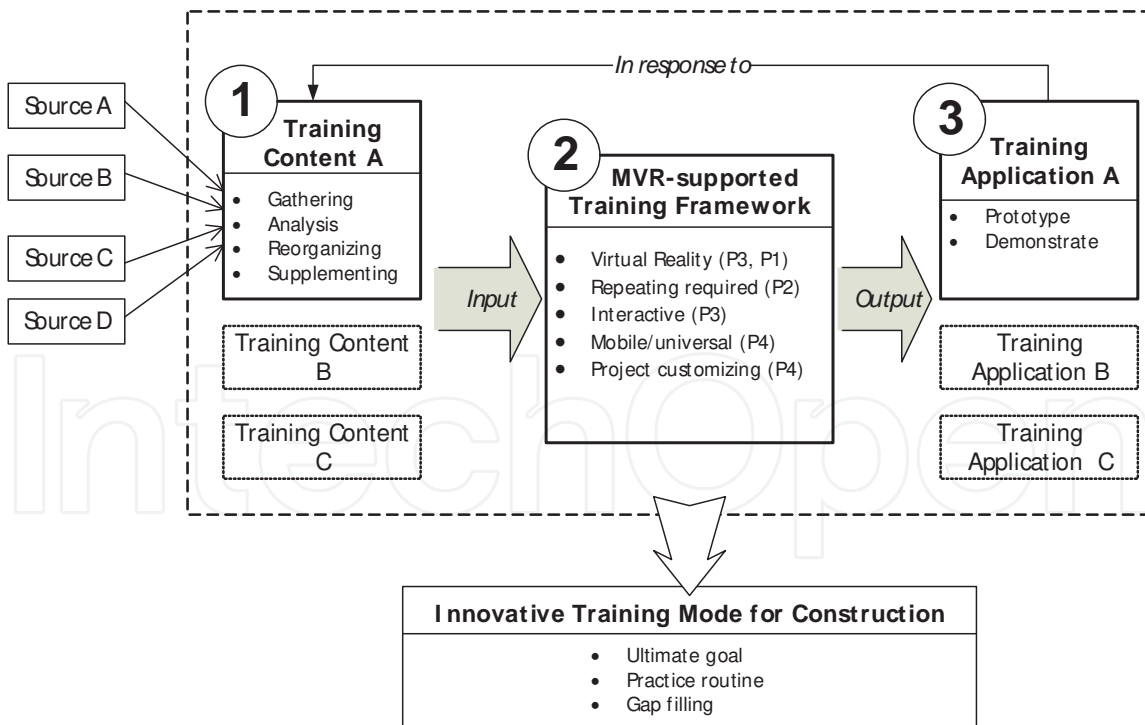 In response to
Source A
Source B
Source C
Source D
1
Training
Content A
• Gathering
• Analysis
• Reorganizing
• Supplementing
Training Content
B
Training Content
C
Input
2
MVR-supported
Training Framework
• Virtual Reality (P3, P1)
• Repeating required (P2)
• Interactive (P3)
• Mobile/universal (P4)
• Project customizing (P4)
Output
3
Training
Application A
• Prototype
• Demonstrate
Training
Application B
Training
Application C
IntechOpen
Innovative Training Mode for Construction
• Ultimate goal
• Practice routine
• Gap filling